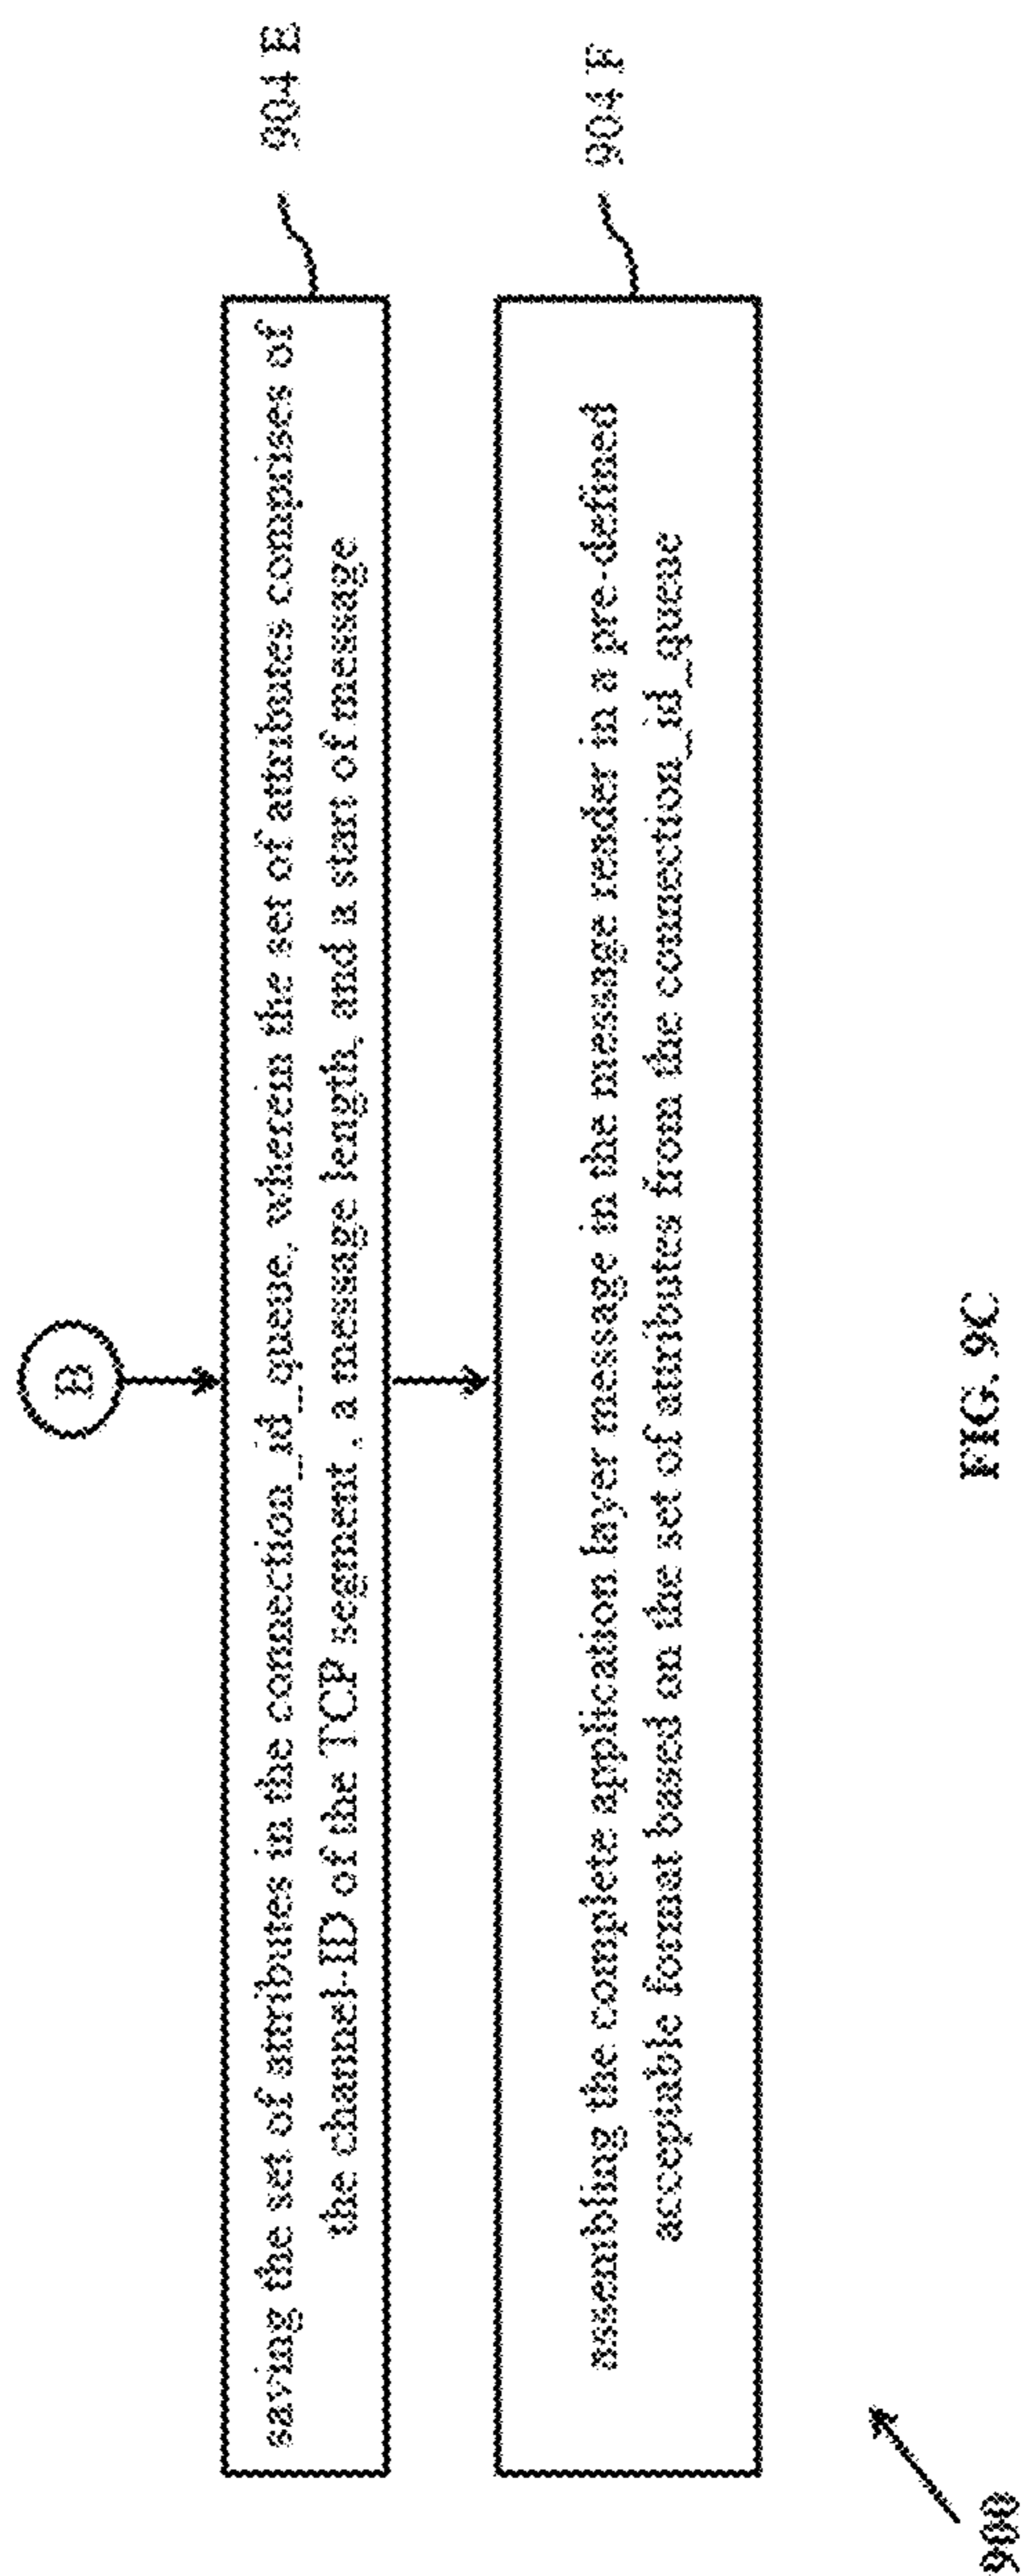 B
saving the set of attributes in the connection_id_queue, wherein the set of attributes comprises of
the channel-ID of the TCP segment , a message length, and a start of message
904 E
assembling the complete application layer message in the message reader in a pre-defined
acceptable format based on the set of attributes from the connection_id_queue
904 F
900
FIG. 9C